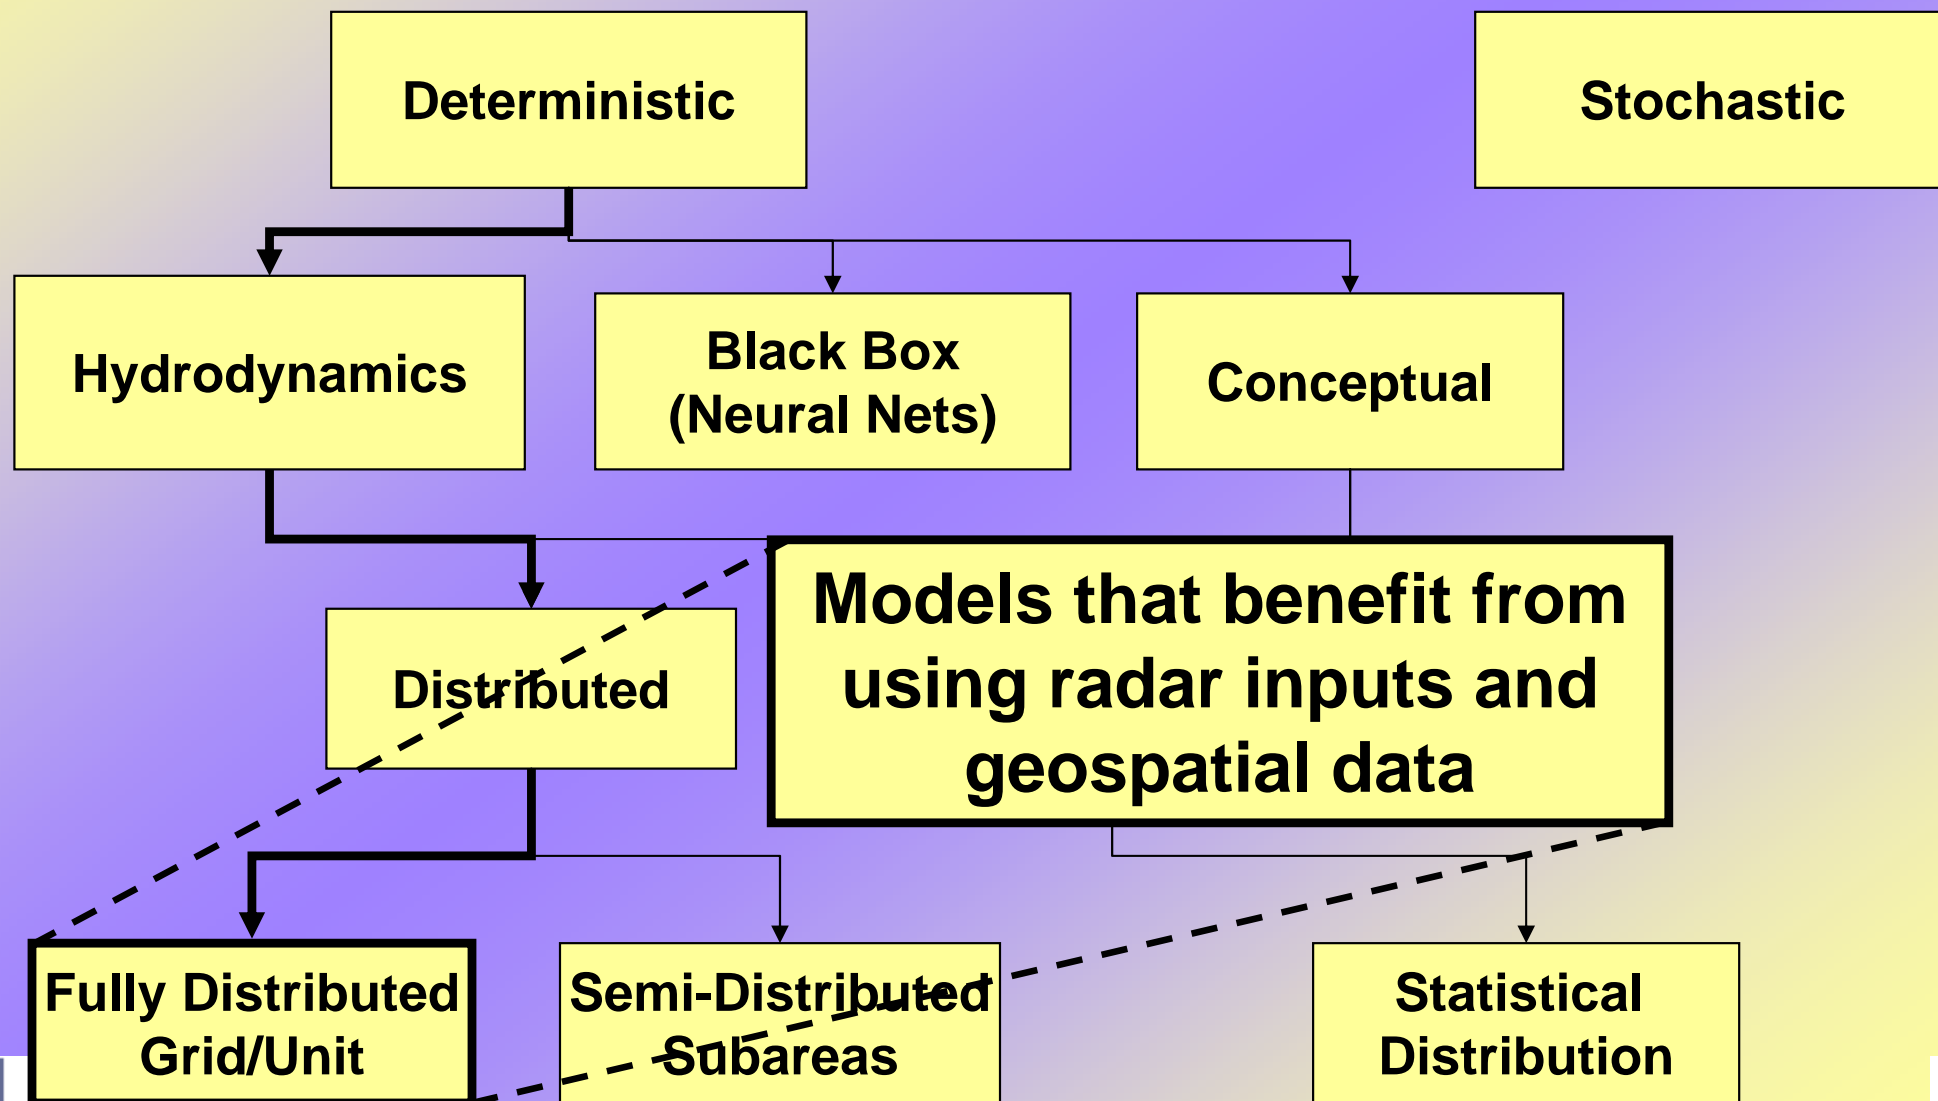 Deterministic
Stochastic
Hydrodynamics
Black Box
(Neural Nets)
Conceptual
Models that benefit from
using radar inputs and
geospatial data
Distributed
Fully Distributed
Grid/Unit
Semi-Distributed
Subareas
Statistical
Distribution